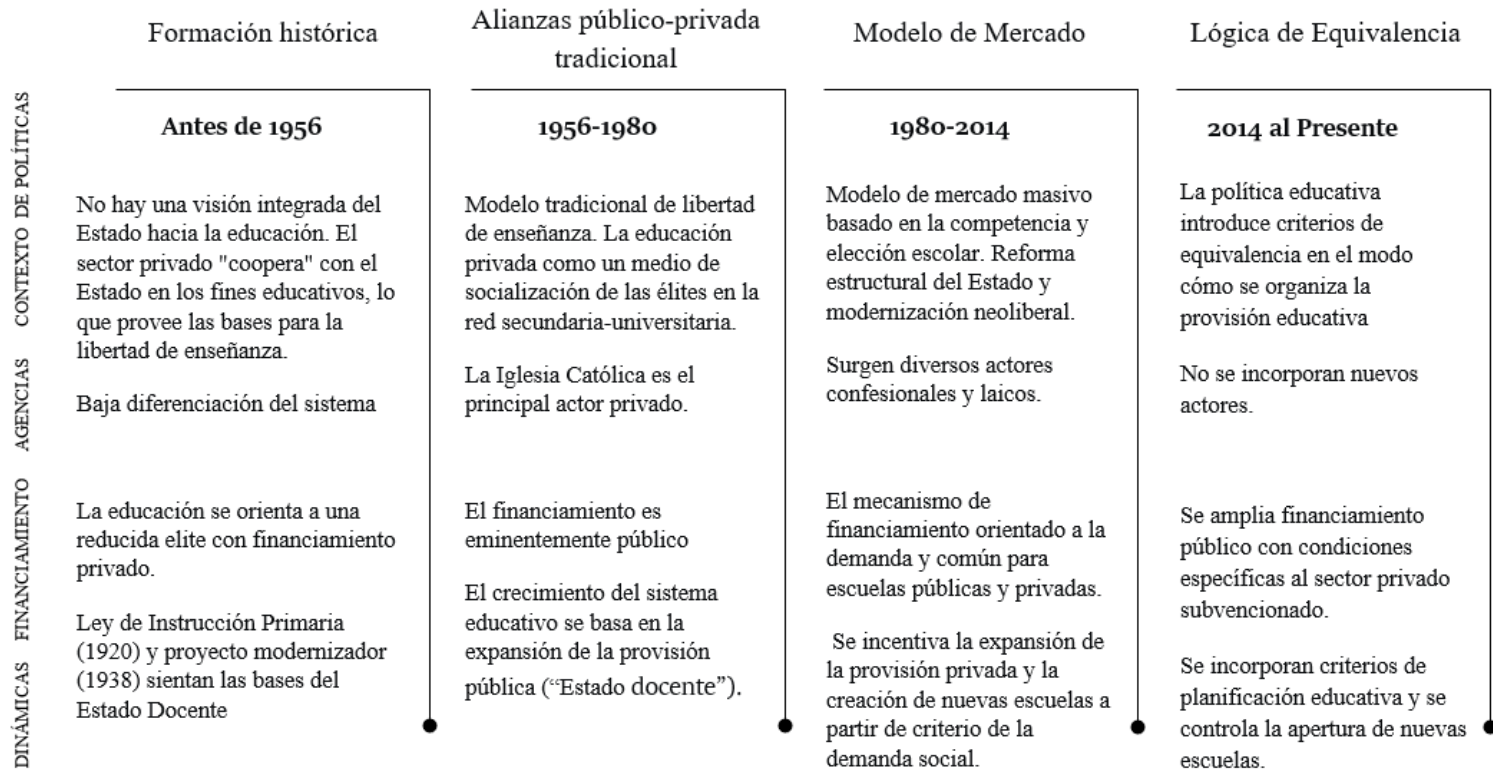 Formación histórica
Alianzas público-privada
tradicional
Modelo de Mercado
Lógica de Equivalencia
CONTEXTO DE POLÍTICAS
AGENCIAS
FINANCIAMIENTO
DINÁMICAS
Antes de 1956
No hay una visión integrada del
Estado hacia la educación. El
sector privado "coopera" con el
Estado en los fines educativos, lo
que provee las bases para la
libertad de enseñanza.
Baja diferenciación del sistema
La educación se orienta a una
reducida elite con financiamiento
privado.
Ley de Instrucción Primaria
(1920) y proyecto modernizador
(1938) sientan las bases del
Estado Docente
1956-1980
Modelo tradicional de libertad
de enseñanza. La educación
privada como un medio de
socialización de las élites en la
red secundaria-universitaria.
La Iglesia Católica es el
principal actor privado.
El financiamiento es
eminentemente público
El crecimiento del sistema
educativo se basa en la
expansión de la provisión
pública (“Estado docente”).
1980-2014
Modelo de mercado masivo
basado en la competencia y
elección escolar. Reforma
estructural del Estado y
modernización neoliberal.
Surgen diversos actores
confesionales y laicos.
El mecanismo de
financiamiento orientado a la
demanda y común para
escuelas públicas y privadas.
Se incentiva la expansión de
la provisión privada y la
creación de nuevas escuelas a
partir de criterio de la
demanda social.
2014 al Presente
La política educativa
introduce criterios de
equivalencia en el modo
cómo se organiza la
provisión educativa
No se incorporan nuevos
actores.
Se amplia financiamiento
público con condiciones
específicas al sector privado
subvencionado.
Se incorporan criterios de
planificación educativa y se
controla la apertura de nuevas
escuelas.